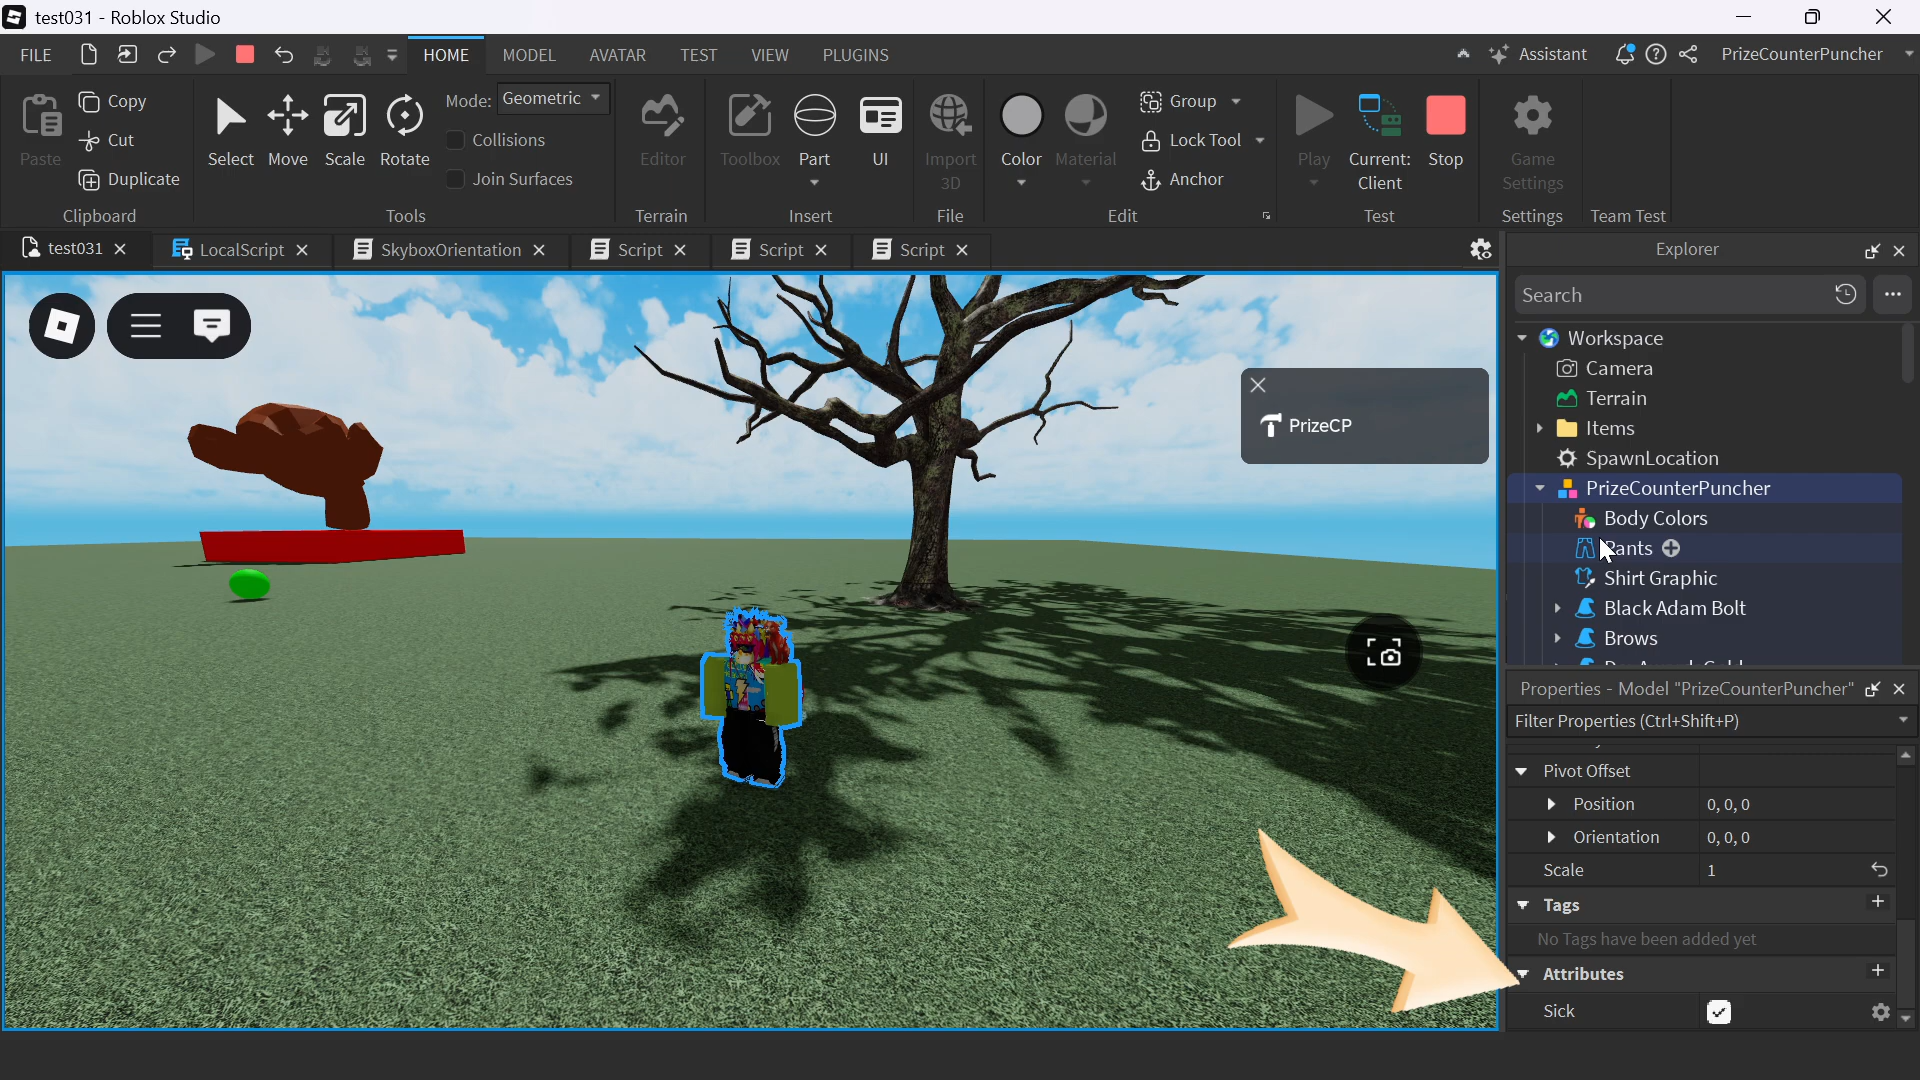 test031 - Roblox Studio
FILE HOME MODEL AVATAR TEST VIEW PLUGINS Assistant PrizeCounterPuncher
Paste Copy Cut Duplicate
Clipboard
Select Move Scale Rotate
Mode: Geometric
Collisions
Join Surfaces
Tools
Editor
Terrain
Toolbox Part UI
Insert
Import 3D
File
Color Material
Group
Lock Tool
Anchor
Edit
Play
Current: Client
Stop
Test
Game Settings
Settings
Team Test
test031 LocalScript SkyboxOrientation Script Script Script
PrizeCP
Explorer
Search
Workspace
Camera
Terrain
Items
SpawnLocation
PrizeCounterPuncher
Body Colors
Pants
Shirt Graphic
Black Adam Bolt
Brows
Properties - Model "PrizeCounterPuncher"
Filter Properties (Ctrl+Shift+P)
Pivot Offset
Position 0, 0, 0
Orientation 0, 0, 0
Scale 1
Tags
No Tags have been added yet
Attributes
Sick